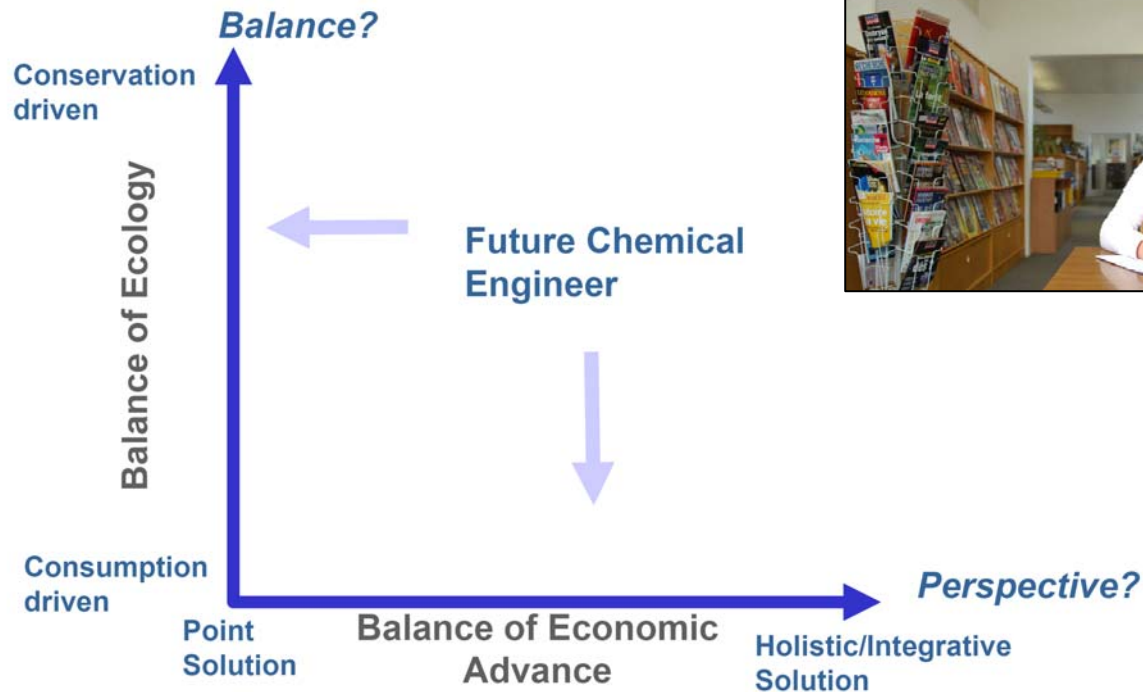 Balance?
Conservation
driven
Balance of Ecology
Future Chemical
Engineer
Consumption
driven
Point
Solution
Balance of Economic
Advance
Holistic/Integrative
Solution
Perspective?